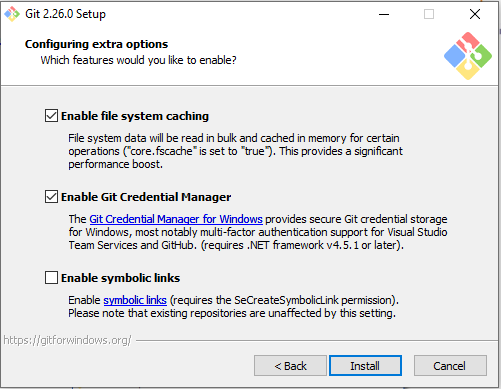 Git 2.26.0 Setup
Configuring extra options
Which features would you like to enable?
Enable file system caching
File system data will be read in bulk and cached in memory for certain
operations ("core.fscache" is set to "true"). This provides a significant
performance boost.
Enable Git Credential Manager
The Git Credential Manager for Windows provides secure Git credential storage
for Windows, most notably multi-factor authentication support for Visual Studio
Team Services and GitHub. (requires .NET framework v4.5.1 or later).
Enable symbolic links
Enable symbolic links (requires the SeCreateSymbolicLink permission).
Please note that existing repositories are unaffected by this setting.
https://gitforwindows.org/
< Back Install Cancel